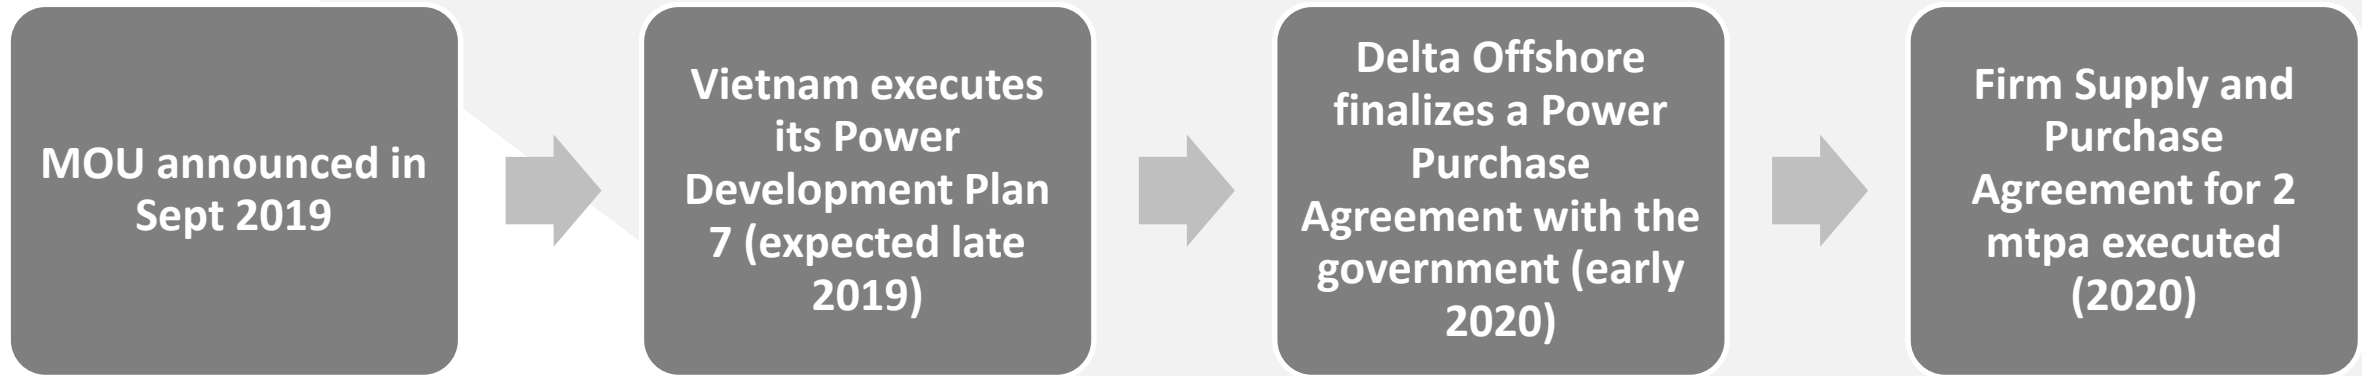 MOU announced in
Sept 2019
Vietnam executes
its Power
Development Plan
7 (expected late
2019)
Delta Offshore
finalizes a Power
Purchase
Agreement with the
government (early
2020)
Firm Supply and
Purchase
Agreement for 2
mtpa executed
(2020)